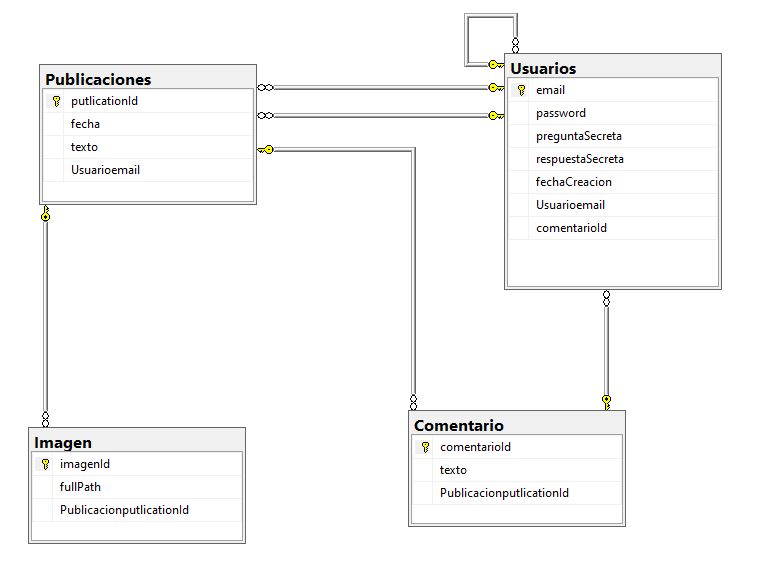 Publicaciones
putlicationId
fecha
texto
Usuarioemail
Usuarios
email
password
preguntaSecreta
respuestaSecreta
fechaCreacion
Usuarioemail
comentarioId
Imagen
imagenId
fullPath
PublicacionputlicationId
Comentario
comentarioId
texto
PublicacionputlicationId